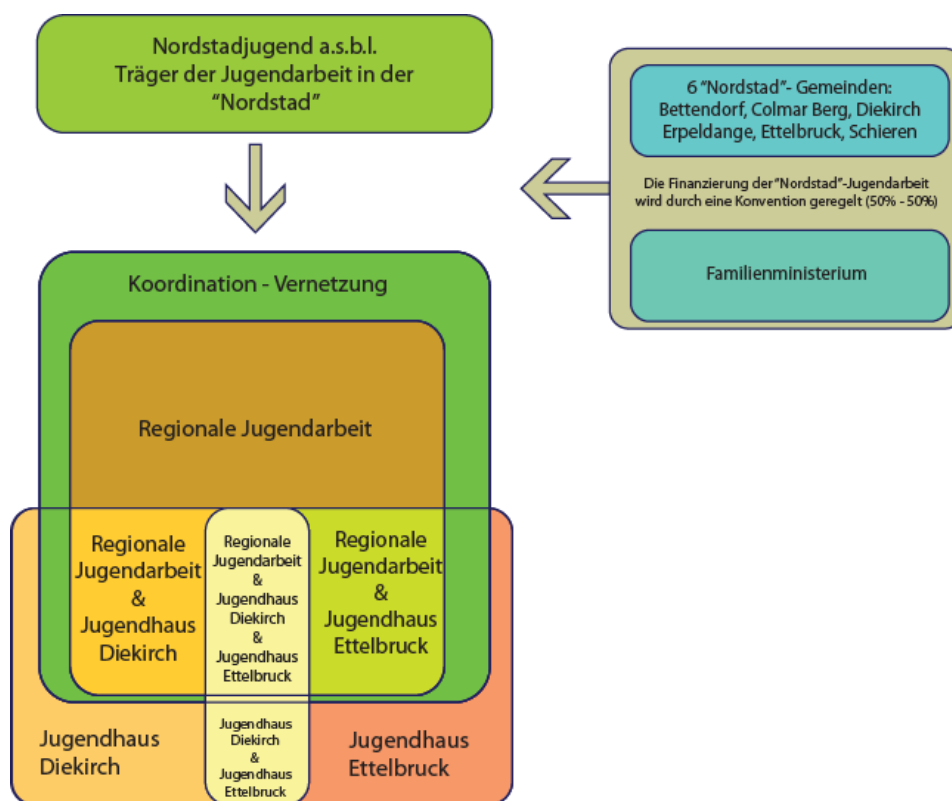 Nordstadjugend a.s.b.l.
Träger der Jugendarbeit in der
"Nordstad"
6 "Nordstad"- Gemeinden:
Bettendorf, Colmar Berg, Diekirch
Erpeldange, Ettelbruck, Schieren
Die Finanzierung der "Nordstad"-Jugendarbeit
wird durch eine Konvention geregelt (50% - 50%)
Familienministerium
Koordination - Vernetzung
Regionale Jugendarbeit
Regionale
Jugendarbeit
&
Jugendhaus
Diekirch
Regionale
Jugendarbeit
&
Jugendhaus
Diekirch
&
Jugendhaus
Ettelbruck
Regionale
Jugendarbeit
&
Jugendhaus
Ettelbruck
Jugendhaus
Diekirch
Jugendhaus
Diekirch
&
Jugendhaus
Ettelbruck
Jugendhaus
Ettelbruck